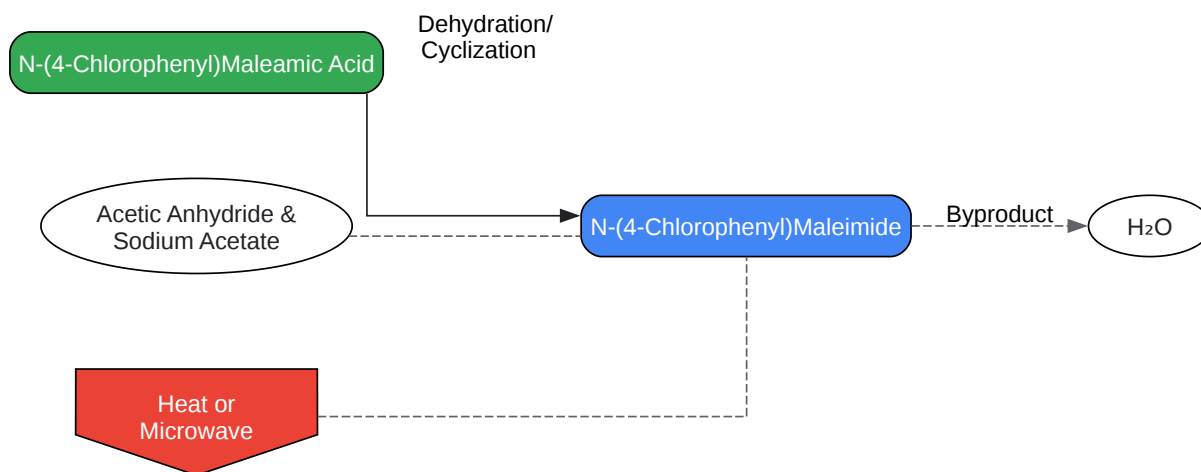 Dehydration/
Cyclization
N-(4-Chlorophenyl)Maleamic Acid
Acetic Anhydride &
Sodium Acetate
N-(4-Chlorophenyl)Maleimide
Byproduct
H₂O
Heat or
Microwave